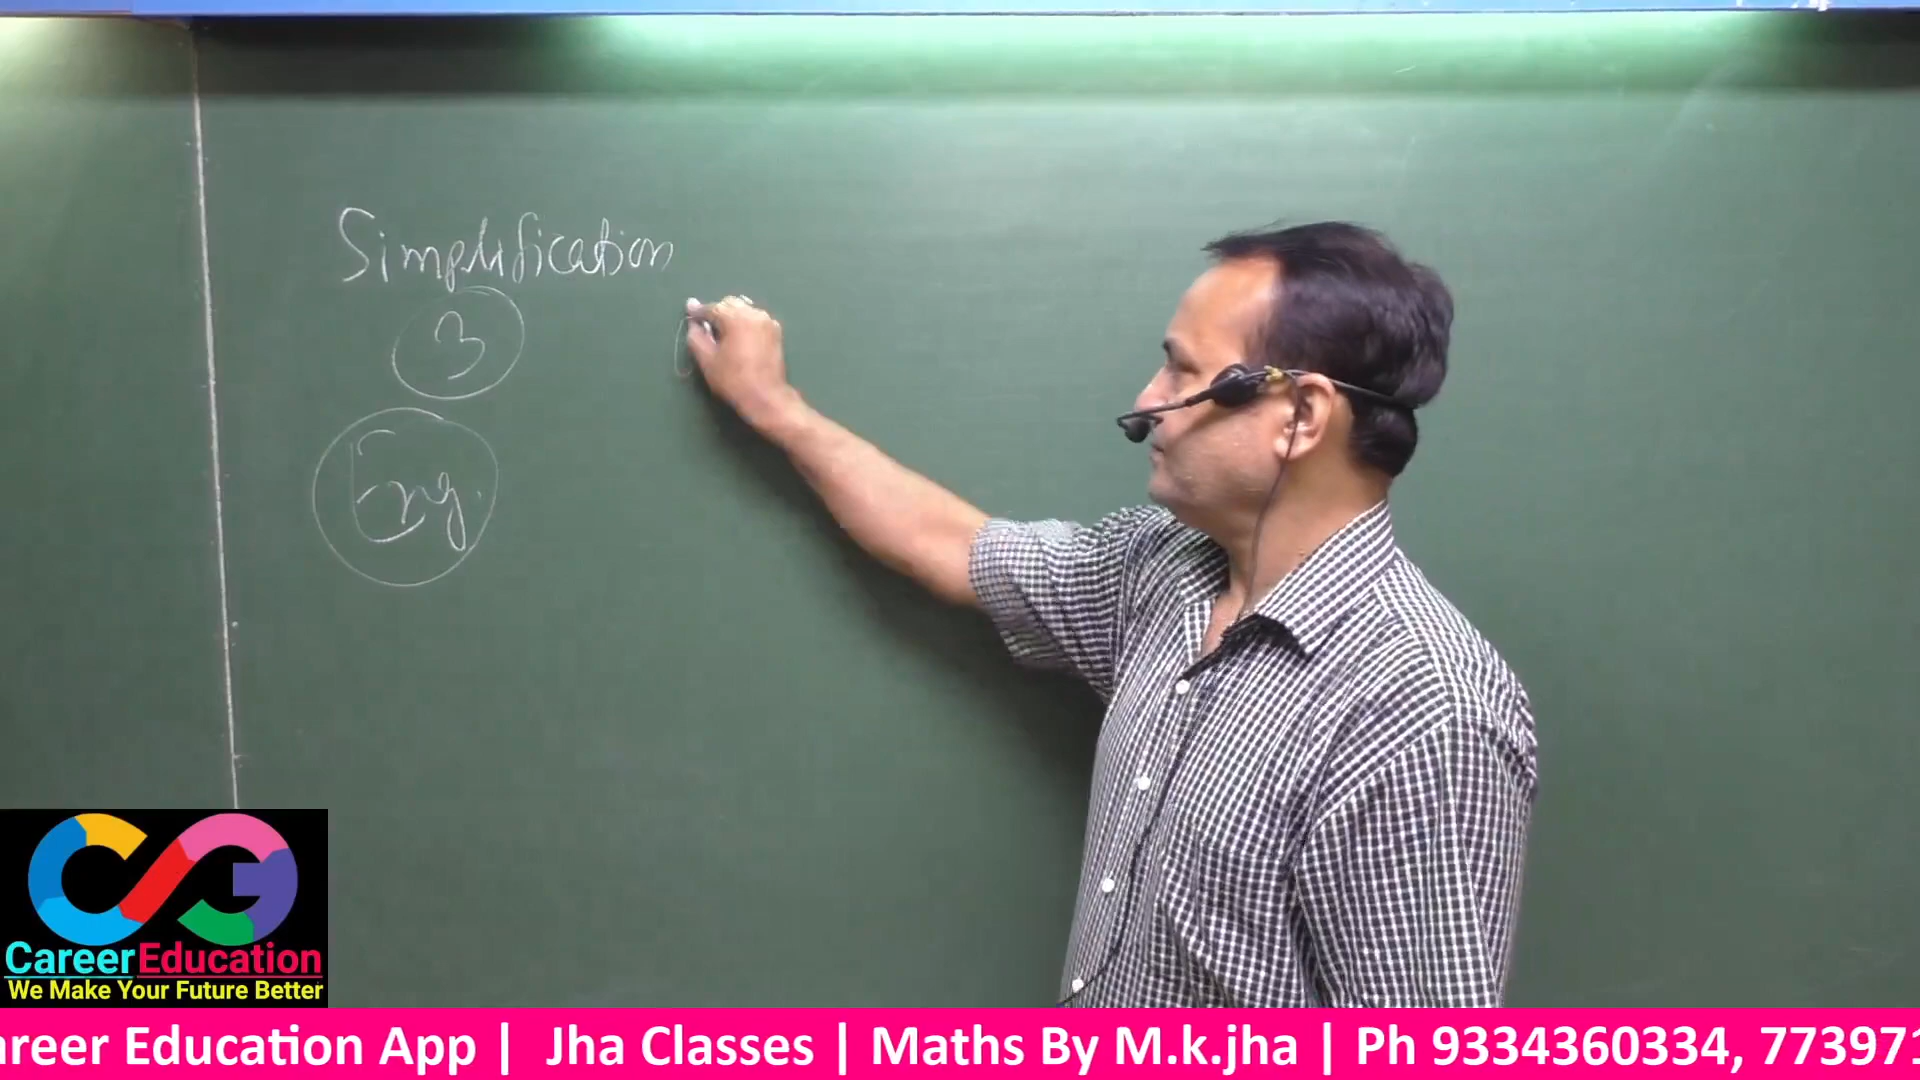 Simplification
3
Eng.
CareerEducation
We Make Your Future Better
areer Education App | Jha Classes | Maths By M.k.jha | Ph 9334360334, 773971